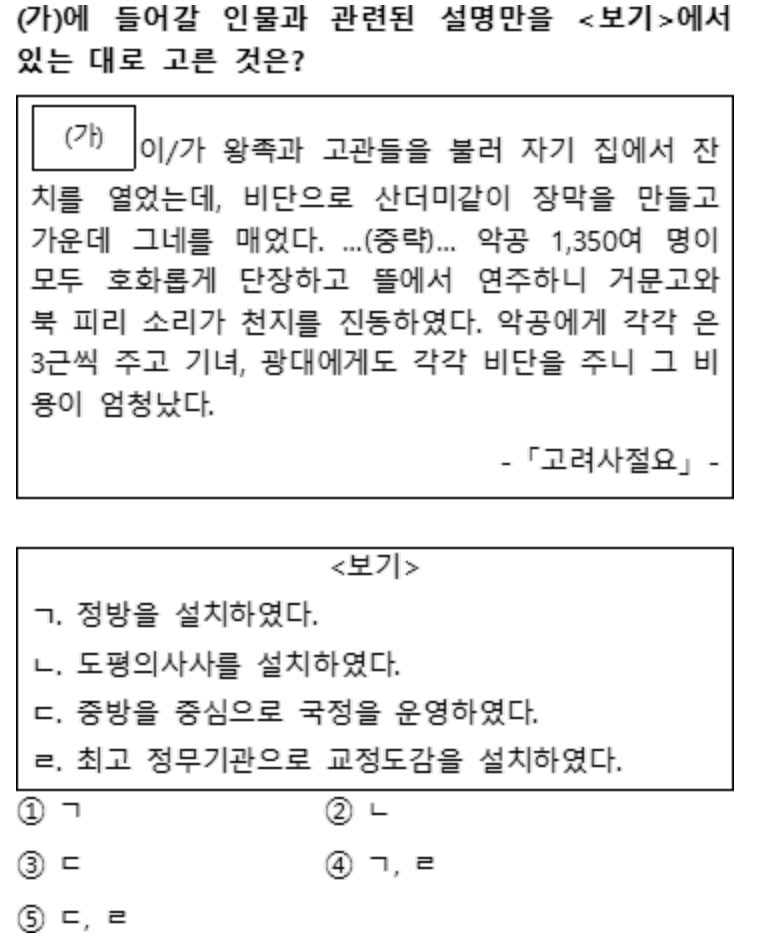 (가)에 들어갈 인물과 관련된 설명만을 <보기>에서
있는 대로 고른 것은?
(가) 이/가 왕족과 고관들을 불러 자기 집에서 잔
치를 열었는데, 비단으로 산더미같이 장막을 만들고
가운데 그네를 매었다. ...(중략)... 악공 1,350여 명이
모두 호화롭게 단장하고 뜰에서 연주하니 거문고와
북 피리 소리가 천지를 진동하였다. 악공에게 각각 은
3근씩 주고 기녀, 광대에게도 각각 비단을 주니 그 비
용이 엄청났다.
-「고려사절요」-
<보기>
ㄱ. 정방을 설치하였다.
ㄴ. 도평의사사를 설치하였다.
ㄷ. 중방을 중심으로 국정을 운영하였다.
ㄹ. 최고 정무기관으로 교정도감을 설치하였다.
① ㄱ ② ㄴ
③ ㄷ ④ ㄱ, ㄹ
⑤ ㄷ, ㄹ